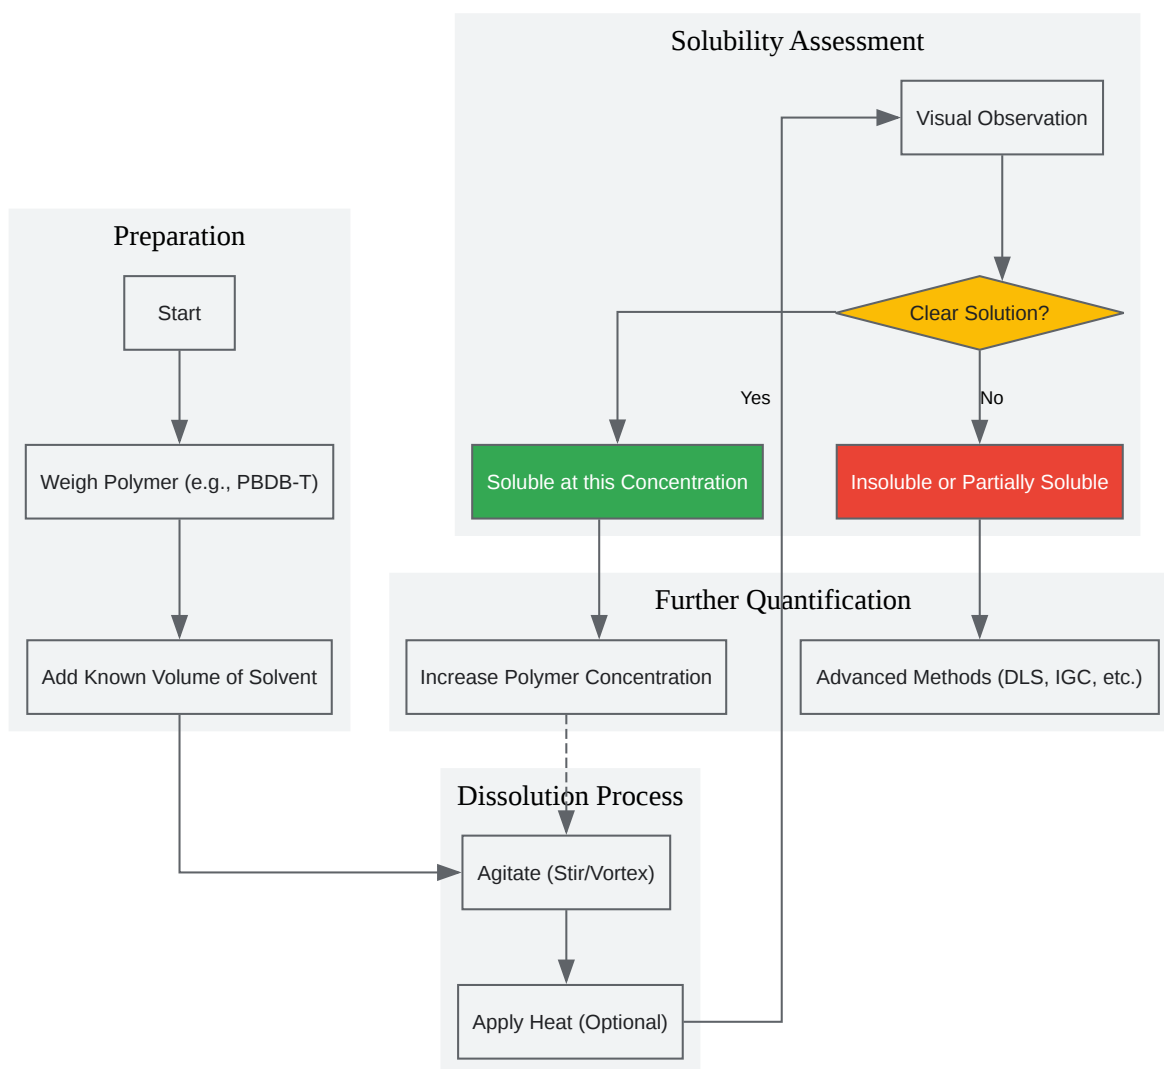 Solubility Assessment
Visual Observation
Preparation
Start
Clear Solution?
Yes
No
Weigh Polymer (e.g., PBDB-T)
Soluble at this Concentration
Insoluble or Partially Soluble
Further Quantification
Add Known Volume of Solvent
Increase Polymer Concentration
Advanced Methods (DLS, IGC, etc.)
Dissolution Process
Agitate (Stir/Vortex)
Apply Heat (Optional)